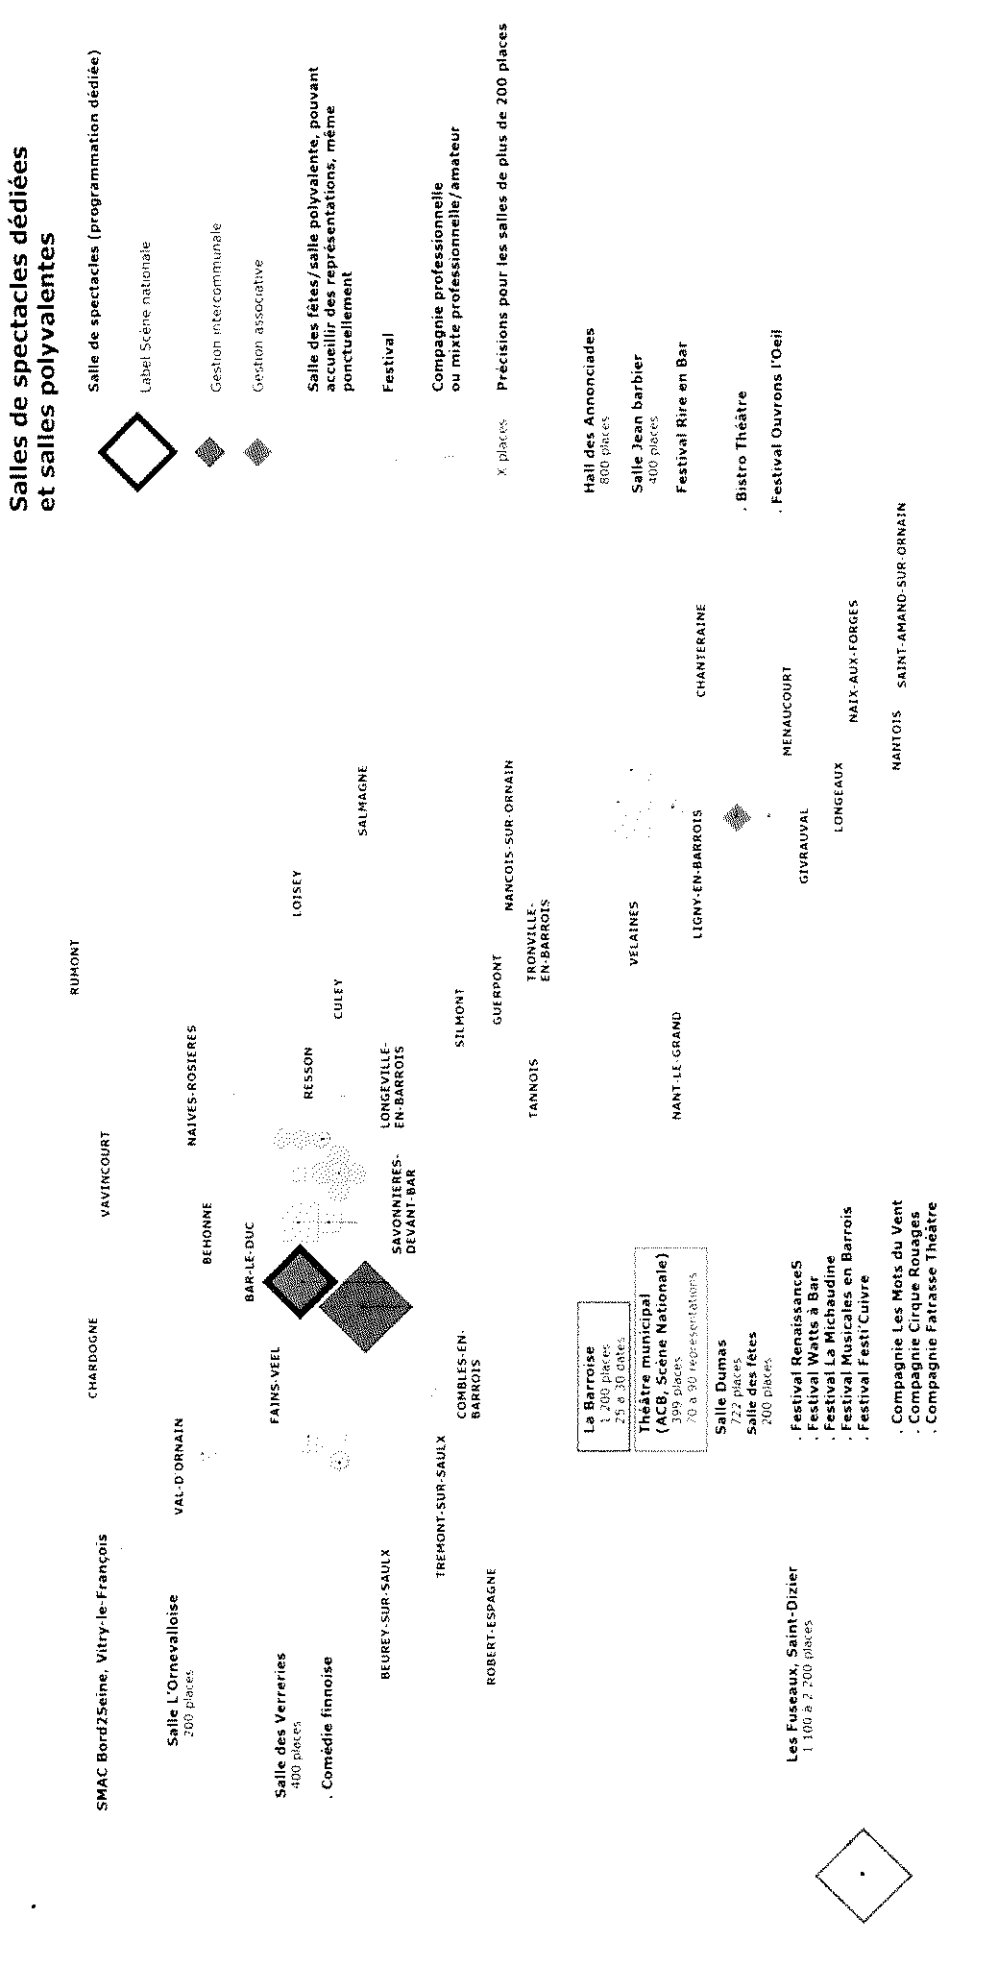 Salles de spectacles dédiées
et salles polyvalentes
Salle de spectacles (programmation dédiée)
Label Scène nationale
Gestion intercommunale
Gestion associative
Salle des fêtes/salle polyvalente, pouvant
accueillir des représentations, même
ponctuellement
Festival
Compagnie professionnelle
ou mixte professionnelle/amateur
X places
Précisions pour les salles de plus de 200 places
Hall des Annonciades
800 places
Salle Jean barbier
400 places
Festival Rire en Bar
. Bistro Théâtre
. Festival Ouvrons l'Oeil
RUMONT
VAVINCOURT
CHARDOGNE
NAIVES-ROSIERES
BEHONNE
VAL-D'ORNAIN
BAR-LE-DUC
FAINS-VEEL
LOISEY
RESSON
CULEY
SALMAGNE
LONGEVILLE-
EN-BARROIS
SAVONNIERES-
DEVANT-BAR
BEUREY-SUR-SAULX
TREMONT-SUR-SAULX
COMBLES-EN-
BARROIS
SILMONT
ROBERT-ESPAGNE
GUERPONT
NANCOIS-SUR-ORNAIN
TANNOIS
TRONVILLE-
EN-BARROIS
VELAINES
NANT-LE-GRAND
LIGNY-EN-BARROIS
CHANTERAINE
MENAUCOURT
GIVRAUVAL
LONGEAUX
NAIX-AUX-FORGES
NANTOIS
SAINT-AMAND-SUR-ORNAIN
SMAC Bord2Seine, Vitry-le-François
Salle L'Ornevalloise
200 places
Salle des Verreries
400 places
. Comédie finnoise
La Barroise
1 200 places
25 à 30 dates
Théâtre municipal
(ACB, Scène Nationale)
399 places
70 à 90 représentations
Salle Dumas
722 places
Salle des fêtes
200 places
. Festival RenaissanceS
. Festival Watts à Bar
. Festival La Michaudine
. Festival Musicales en Barrois
. Festival Festi'Cuivre
. Compagnie Les Mots du Vent
. Compagnie Cirque Rouages
. Compagnie Fatrasse Théâtre
Les Fuseaux, Saint-Dizier
1 100 à 2 200 places